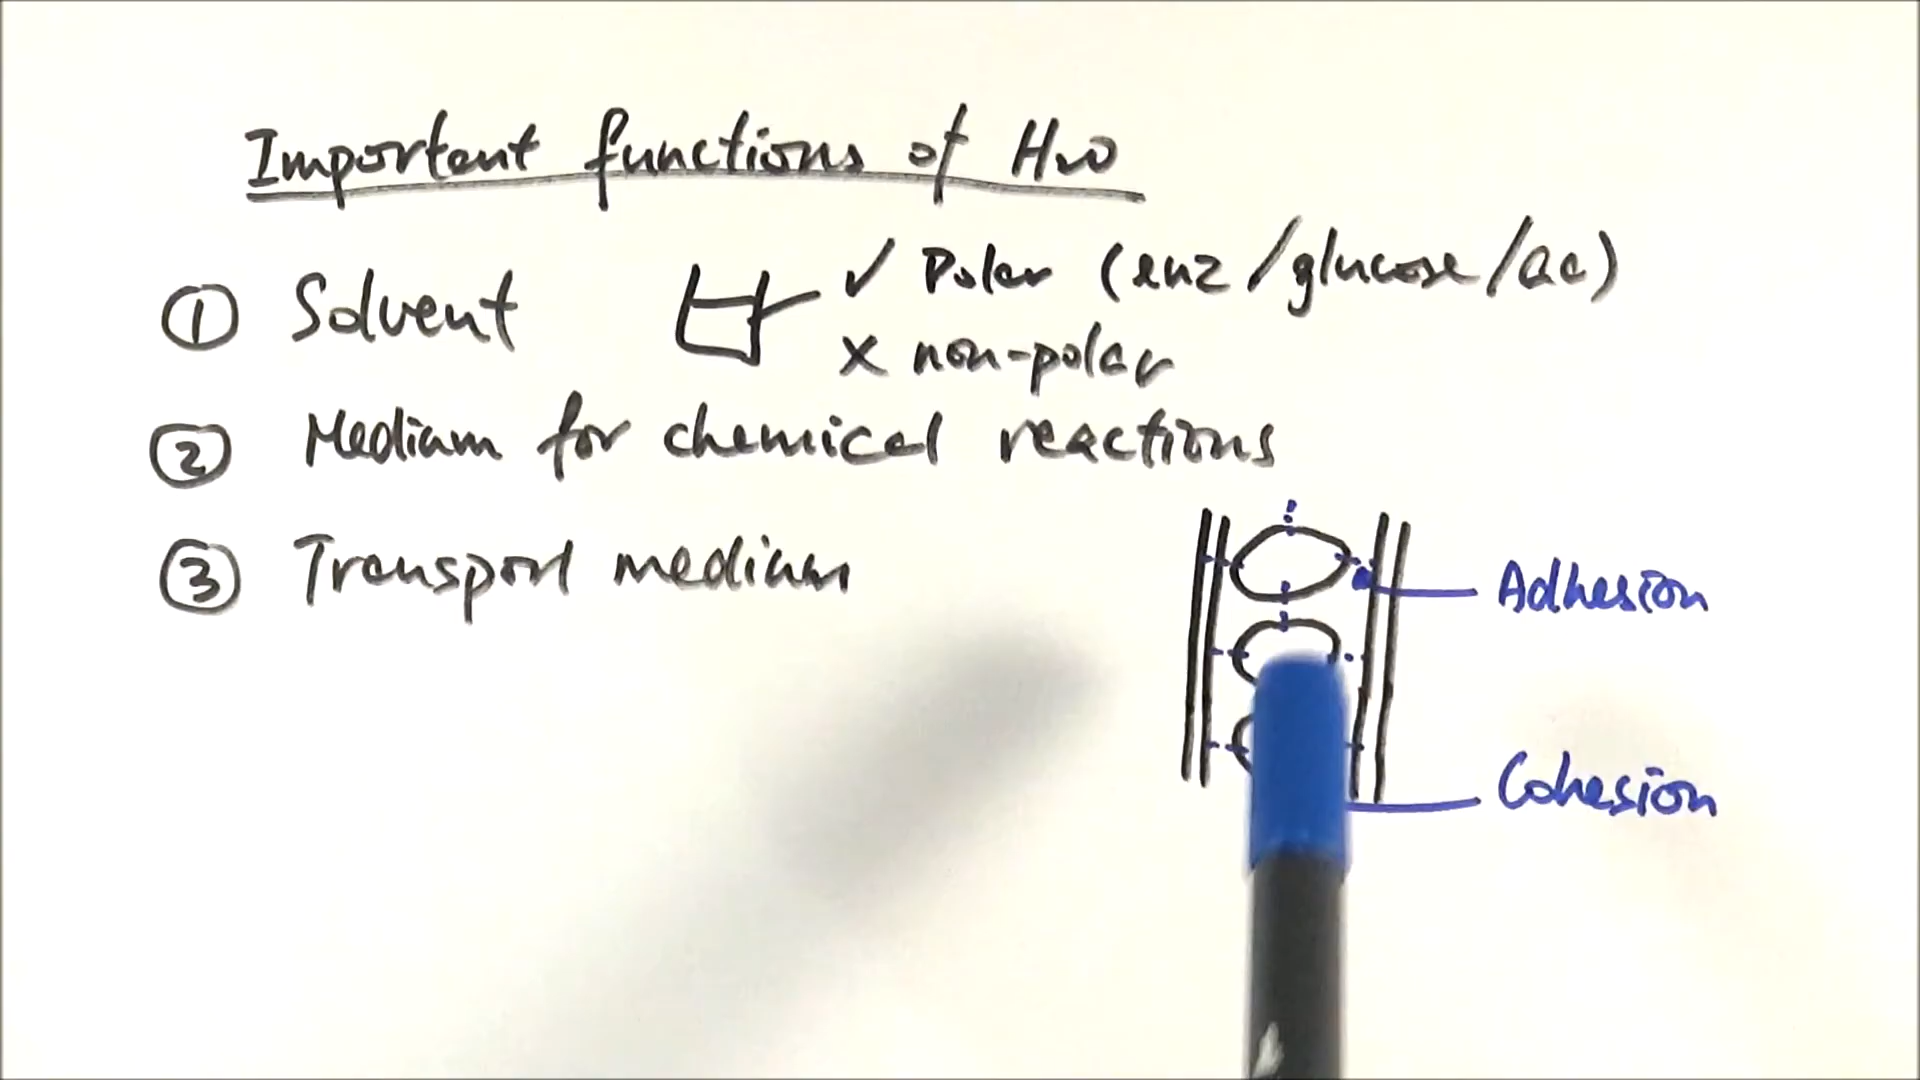 Important functions of H2O
① Solvent
✓ Polar (enz/glucose/aa)
x non-polar
② Medium for chemical reactions
③ Transport medium
Adhesion
Cohesion